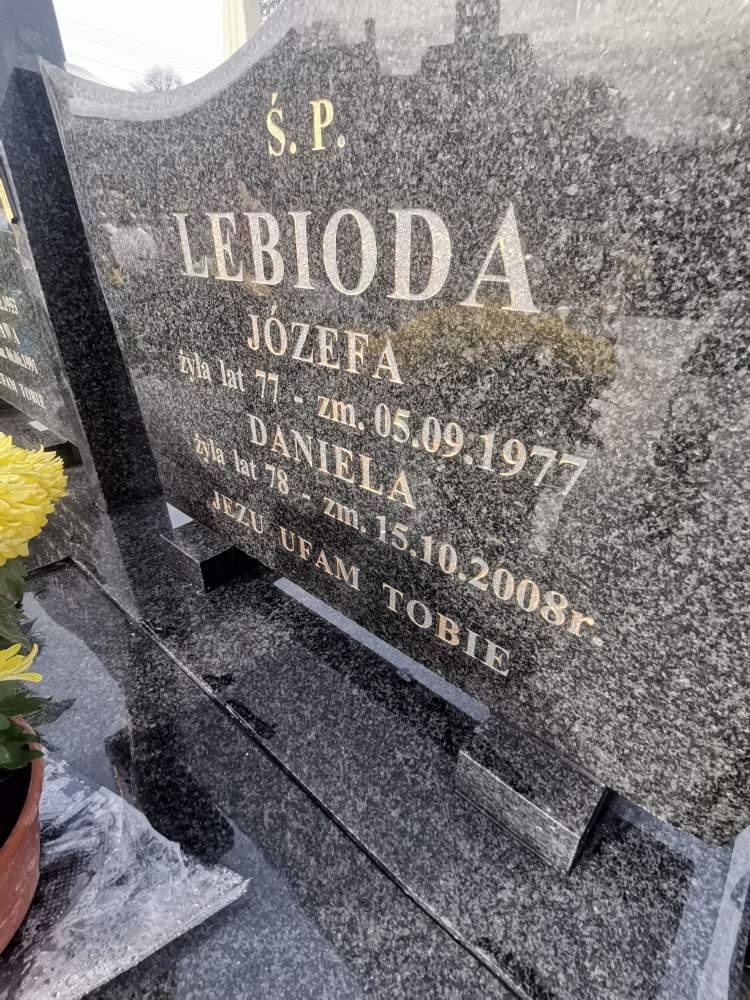 Ś. P.
LEBIODA
JÓZEFA
żyła lat 77 - zm. 05.09.1977
DANIELA
żyła lat 78 - zm. 15.10.2008r.
JEZU UFAM TOBIE
TOBIE